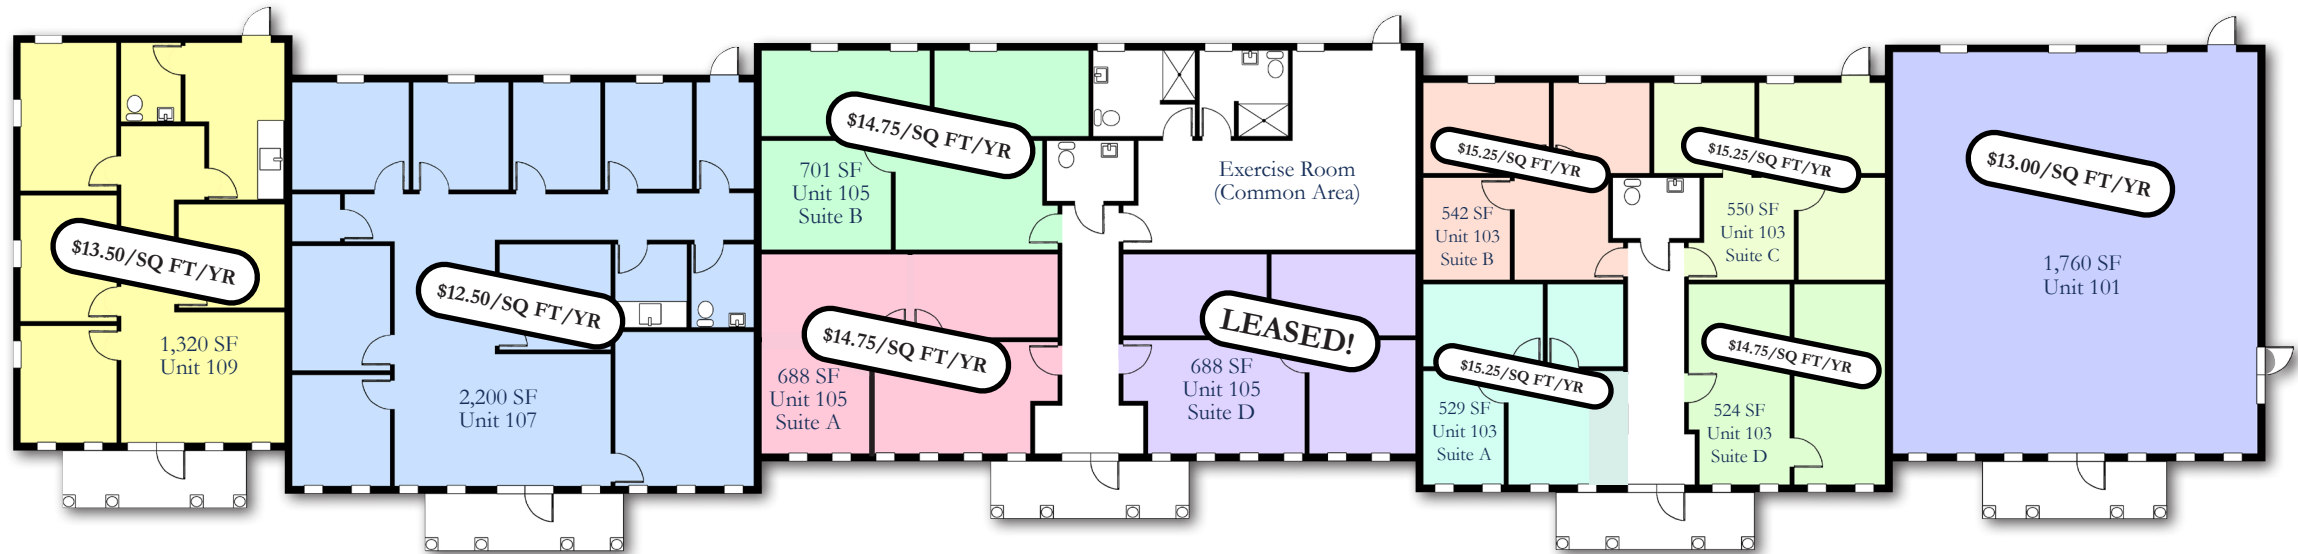 $13.50/SQ FT/YR
1,320 SF
Unit 109
$12.50/SQ FT/YR
2,200 SF
Unit 107
$14.75/SQ FT/YR
701 SF
Unit 105
Suite B
$14.75/SQ FT/YR
688 SF
Unit 105
Suite A
Exercise Room
(Common Area)
LEASED!
688 SF
Unit 105
Suite D
$15.25/SQ FT/YR
542 SF
Unit 103
Suite B
$15.25/SQ FT/YR
550 SF
Unit 103
Suite C
$15.25/SQ FT/YR
529 SF
Unit 103
Suite A
$14.75/SQ FT/YR
524 SF
Unit 103
Suite D
$13.00/SQ FT/YR
1,760 SF
Unit 101